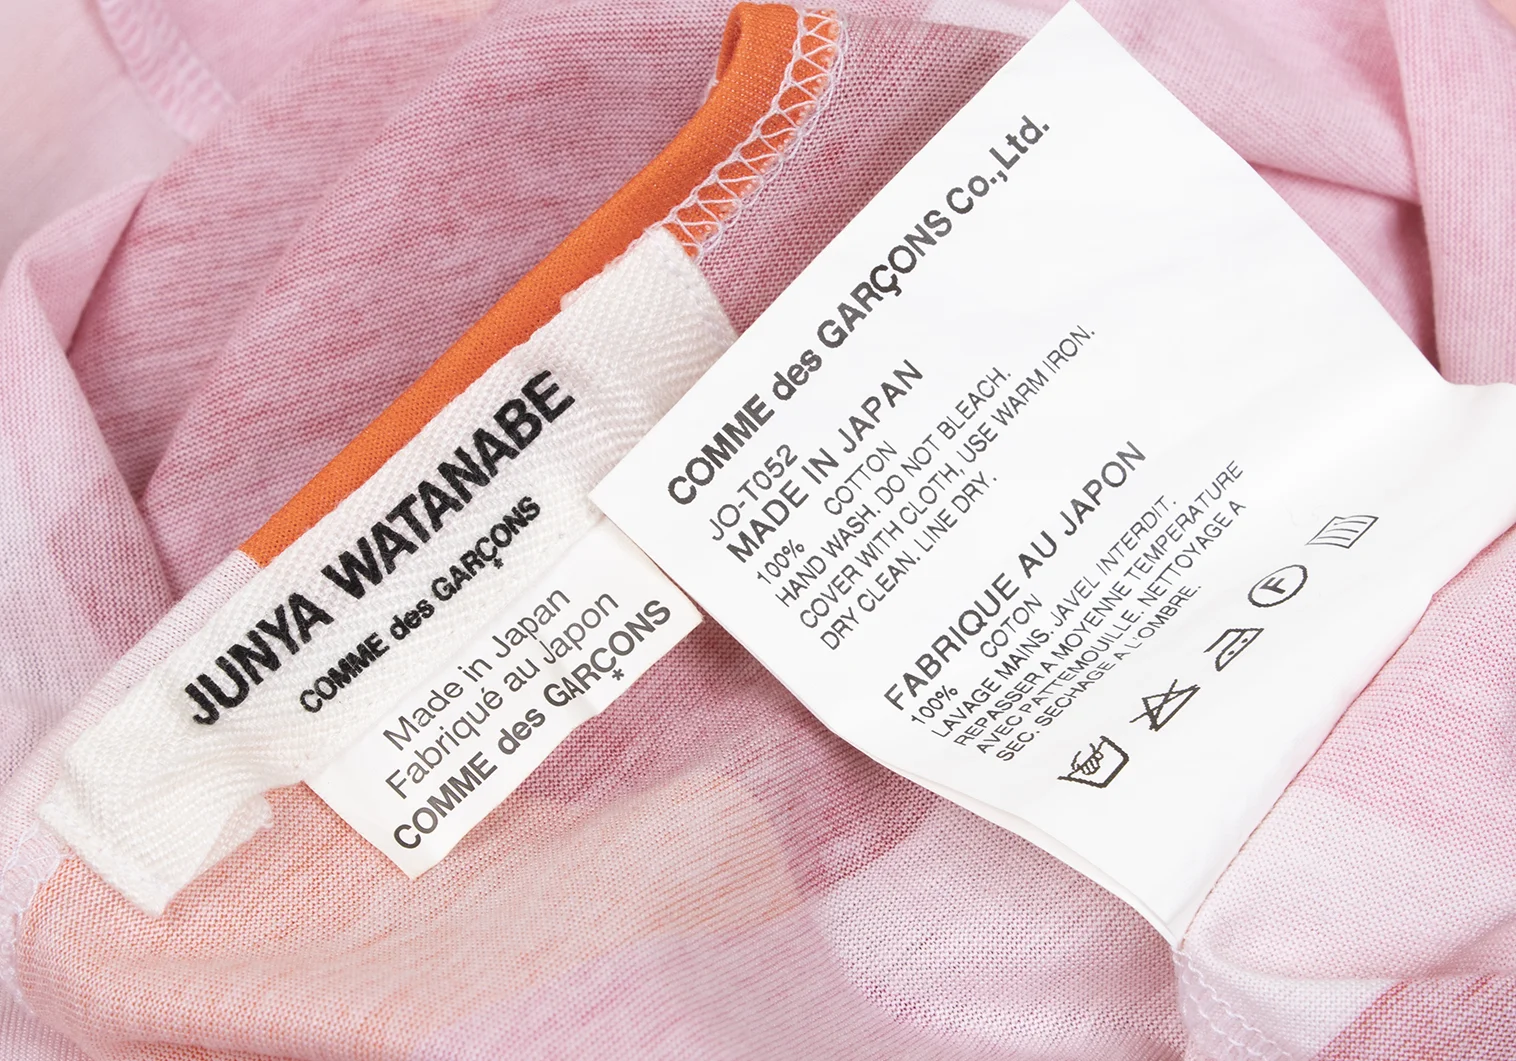 JUNYA WATANABE
COMME des GARÇONS
Made in Japan
Fabriqué au Japon
COMME des GARÇONS
COMME des GARÇONS Co.,Ltd.
JO-T052
MADE IN JAPAN
100% COTTON
HAND WASH. DO NOT BLEACH.
COVER WITH CLOTH, USE WARM IRON.
DRY CLEAN. LINE DRY.
FABRIQUE AU JAPON
100% COTON
LAVAGE MAINS. JAVEL INTERDIT.
REPASSER A MOYENNE TEMPERATURE
AVEC PATTEMOUILLE. NETTOYAGE A
SEC. SECHAGE A L'OMBRE.
F